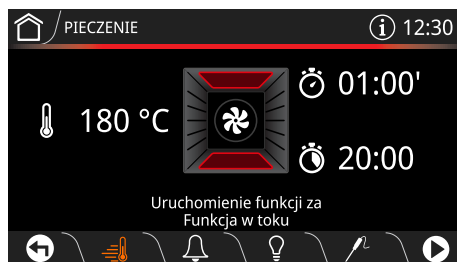 PIECZENIE
12:30
180 °C
01:00'
20:00
Uruchomienie funkcji za
Funkcja w toku